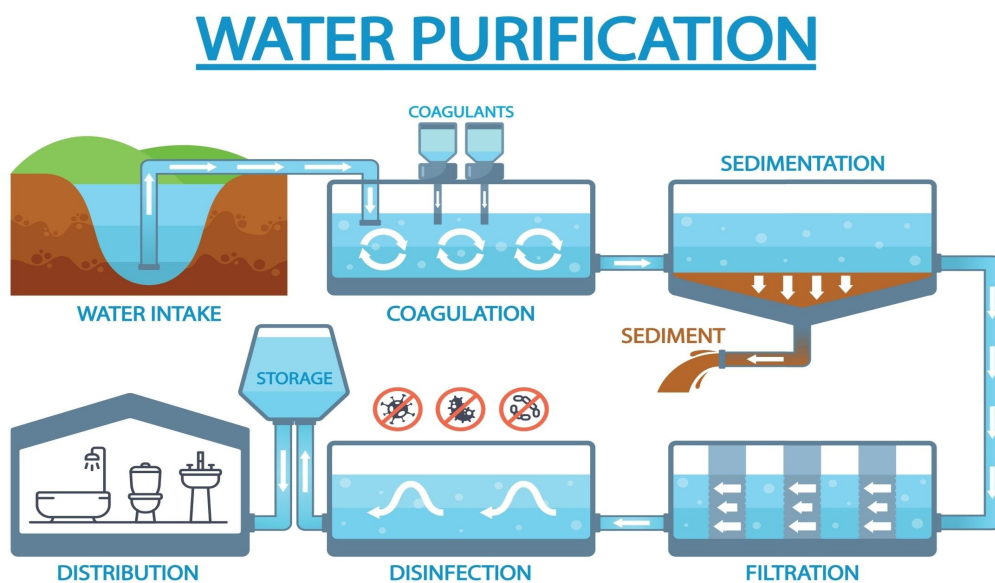 WATER PURIFICATION
COAGULANTS
SEDIMENTATION
WATER INTAKE
COAGULATION
SEDIMENT
STORAGE
DISTRIBUTION
DISINFECTION
FILTRATION